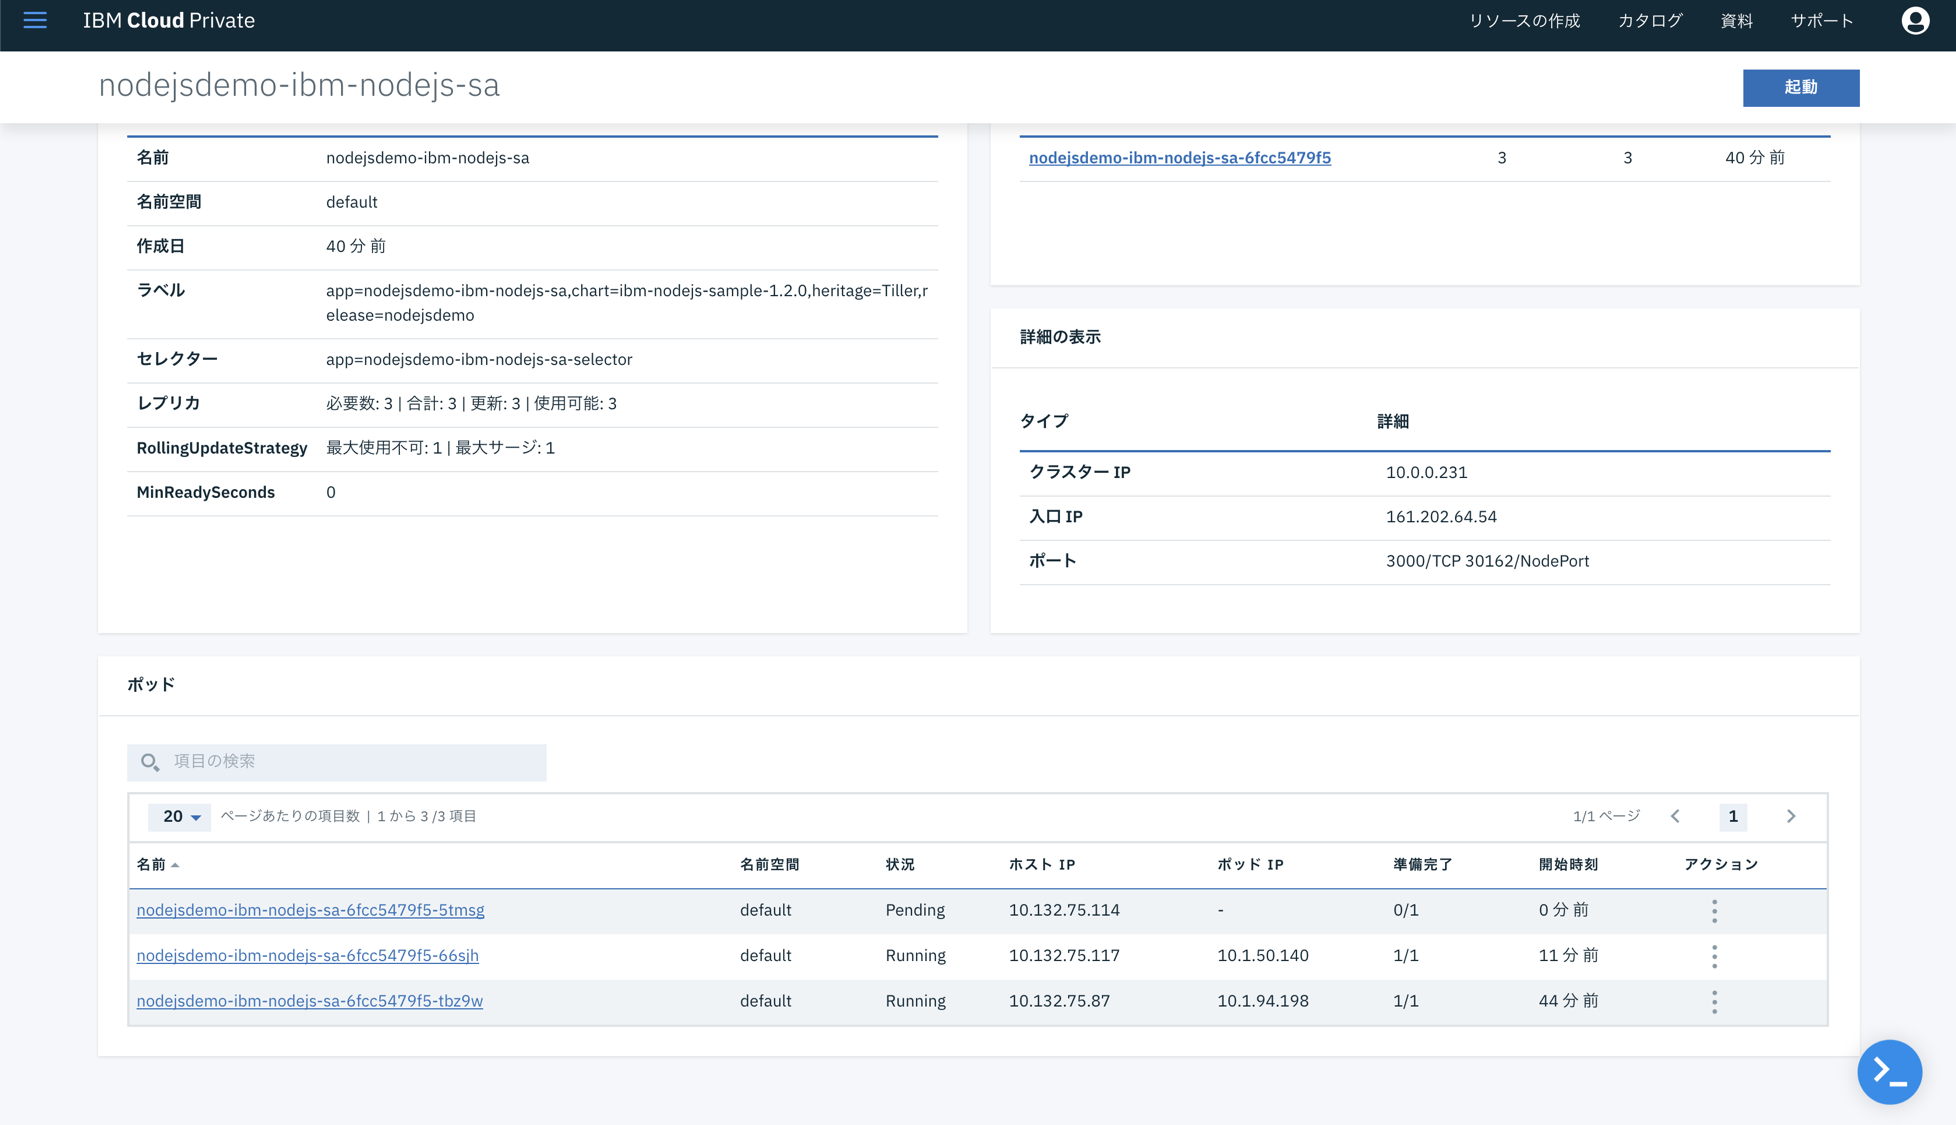 IBM Cloud Private
リソースの作成 カタログ 資料 サポート
nodejsdemo-ibm-nodejs-sa
起動
名前 nodejsdemo-ibm-nodejs-sa
名前空間 default
作成日 40 分 前
ラベル app=nodejsdemo-ibm-nodejs-sa,chart=ibm-nodejs-sample-1.2.0,heritage=Tiller,r
elease=nodejsdemo
セレクター app=nodejsdemo-ibm-nodejs-sa-selector
レプリカ 必要数: 3 | 合計: 3 | 更新: 3 | 使用可能: 3
RollingUpdateStrategy 最大使用不可: 1 | 最大サージ: 1
MinReadySeconds 0
nodejsdemo-ibm-nodejs-sa-6fcc5479f5 3 3 40 分 前
詳細の表示
タイプ 詳細
クラスター IP 10.0.0.231
入口 IP 161.202.64.54
ポート 3000/TCP 30162/NodePort
ポッド
項目の検索
20 ページあたりの項目数 | 1 から 3 /3 項目 1/1 ページ 1
名前 名前空間 状況 ホスト IP ポッド IP 準備完了 開始時刻 アクション
nodejsdemo-ibm-nodejs-sa-6fcc5479f5-5tmsg default Pending 10.132.75.114 - 0/1 0 分 前
nodejsdemo-ibm-nodejs-sa-6fcc5479f5-66sjh default Running 10.132.75.117 10.1.50.140 1/1 11 分 前
nodejsdemo-ibm-nodejs-sa-6fcc5479f5-tbz9w default Running 10.132.75.87 10.1.94.198 1/1 44 分 前